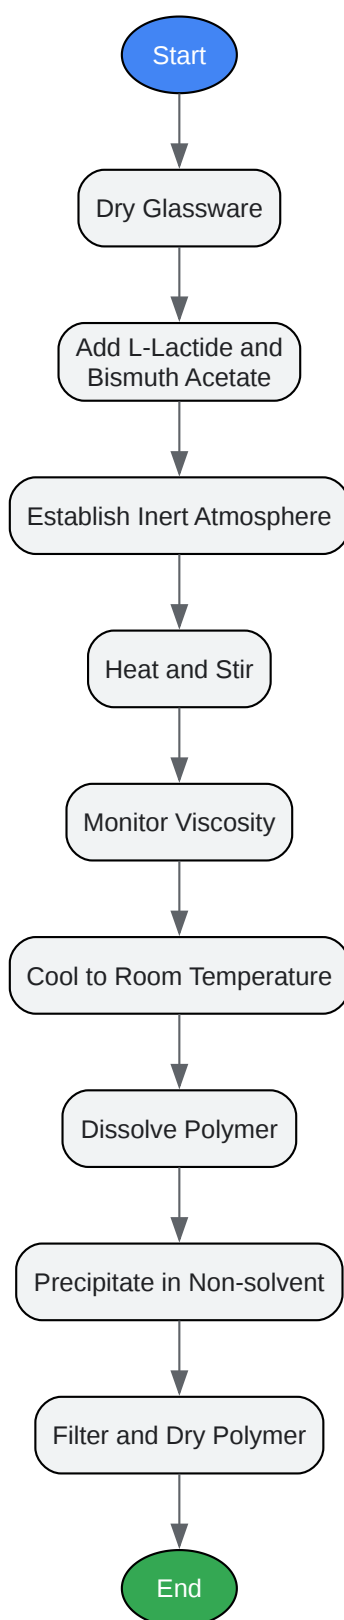 Start
Dry Glassware
Add L-Lactide and
Bismuth Acetate
Establish Inert Atmosphere
Heat and Stir
Monitor Viscosity
Cool to Room Temperature
Dissolve Polymer
Precipitate in Non-solvent
Filter and Dry Polymer
End